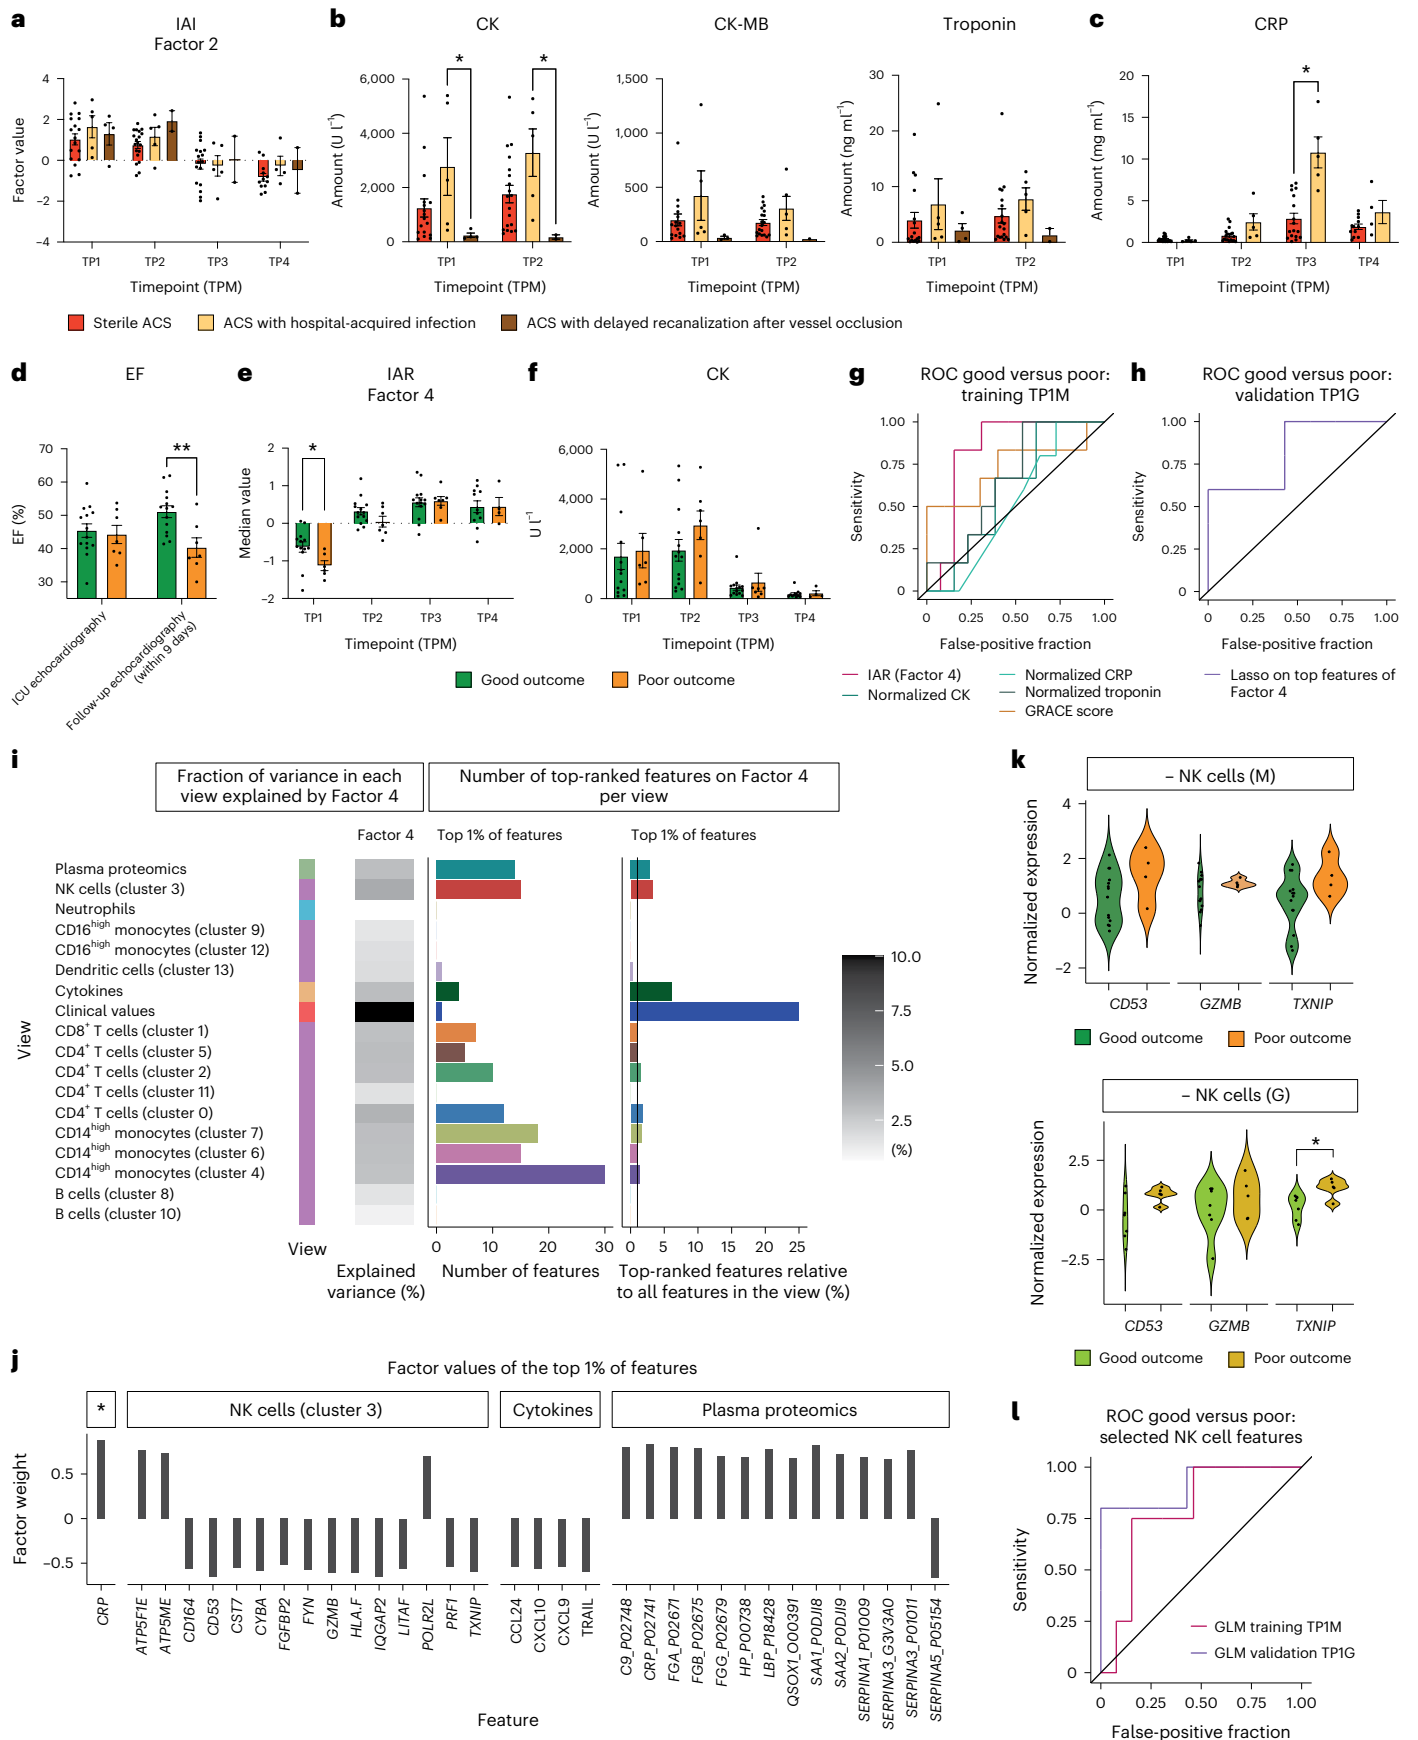 a
IAI
Factor 2
Factor value
4
2
0
−2
−4
TP1
TP2
TP3
TP4
Timepoint (TPM)
b
CK
Amount (U l−1)
6,000
4,000
2,000
0
*
*
TP1
TP2
Timepoint (TPM)
CK-MB
Amount (U l−1)
1,500
1,000
500
0
TP1
TP2
Timepoint (TPM)
Troponin
Amount (ng ml−1)
30
20
10
0
TP1
TP2
Timepoint (TPM)
c
CRP
Amount (mg ml−1)
20
15
10
5
0
*
TP1
TP2
TP3
TP4
Timepoint (TPM)
Sterile ACS
ACS with hospital-acquired infection
ACS with delayed recanalization after vessel occlusion
d
EF
EF (%)
70
60
50
40
30
**
ICU echocardiography
Follow-up echocardiography
(within 9 days)
e
IAR
Factor 4
Median value
2
1
0
−1
−2
*
TP1
TP2
TP3
TP4
Timepoint (TPM)
f
CK
U l−1
6,000
4,000
2,000
0
TP1
TP2
TP3
TP4
Timepoint (TPM)
Good outcome
Poor outcome
g
ROC good versus poor:
training TP1M
Sensitivity
1.00
0.75
0.50
0.25
0
0
0.50
0.75
1.00
False-positive fraction
IAR (Factor 4)
Normalized CK
Normalized CRP
Normalized troponin
GRACE score
h
ROC good versus poor:
validation TP1G
Sensitivity
1.00
0.75
0.50
0.25
0
0
0.25
0.50
0.75
1.00
False-positive fraction
Lasso on top features of
Factor 4
i
Fraction of variance in each
view explained by Factor 4
Number of top-ranked features on Factor 4
per view
Factor 4
Top 1% of features
Top 1% of features
View
Plasma proteomics
NK cells (cluster 3)
Neutrophils
CD16high monocytes (cluster 9)
CD16high monocytes (cluster 12)
Dendritic cells (cluster 13)
Cytokines
Clinical values
CD8+ T cells (cluster 1)
CD4+ T cells (cluster 5)
CD4+ T cells (cluster 2)
CD4+ T cells (cluster 11)
CD4+ T cells (cluster 0)
CD14high monocytes (cluster 7)
CD14high monocytes (cluster 6)
CD14high monocytes (cluster 4)
B cells (cluster 8)
B cells (cluster 10)
View
Explained
variance (%)
0
10
20
30
Number of features
0
5
10
15
20
25
Top-ranked features relative
to all features in the view (%)
10.0
7.5
5.0
2.5
(%)
j
Factor values of the top 1% of features
*
NK cells (cluster 3)
Cytokines
Plasma proteomics
Factor weight
0.5
0
−0.5
CRP
ATP5F1E
ATP5ME
CD164
CD53
CST7
CYBA
FGFBP2
FYN
GZMB
HLA.F
IQGAP2
LITAF
POLR2L
PRF1
TXNIP
CCL24
CXCL10
CXCL9
TRAIL
C9_P02748
CRP_P02741
FGA_P02671
FGB_P02675
FGG_P02679
HP_P00738
LBP_P18428
QSOX1_O00391
SAA1_P0DJI8
SAA2_P0DJI9
SERPINA1_P01009
SERPINA3_G3V3A0
SERPINA3_P01011
SERPINA5_P05154
Feature
k
– NK cells (M)
Normalized expression
4
2
0
−2
CD53
GZMB
TXNIP
Good outcome
Poor outcome
– NK cells (G)
Normalized expression
2.5
0
−2.5
*
CD53
GZMB
TXNIP
Good outcome
Poor outcome
l
ROC good versus poor:
selected NK cell features
Sensitivity
1.00
0.75
0.50
0.25
0
GLM training TP1M
GLM validation TP1G
0
0.25
0.50
0.75
1.00
False-positive fraction